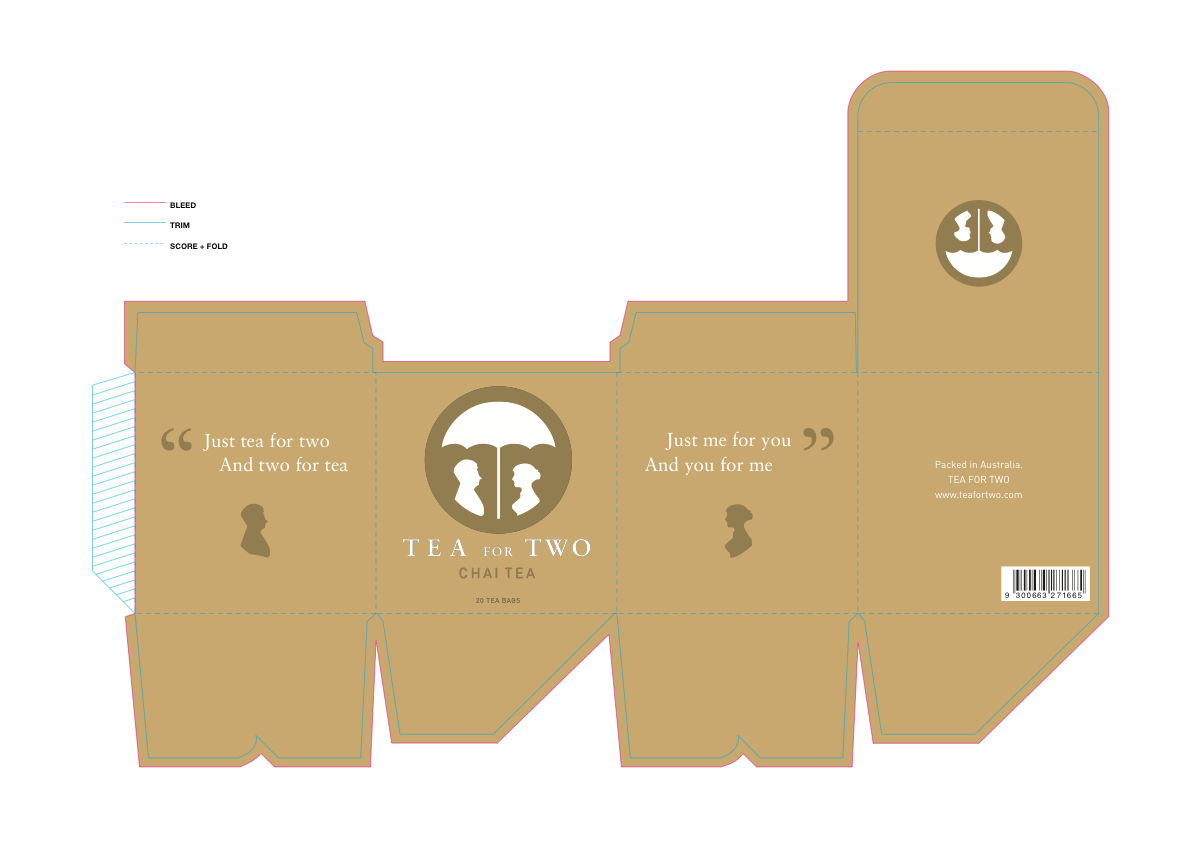 BLEED
TRIM
SCORE + FOLD
“ Just tea for two
And two for tea
TEA FOR TWO
CHAI TEA
20 TEA BAGS
Just me for you ”
And you for me
Packed in Australia.
TEA FOR TWO
www.teafortwo.com
9 300663 271665